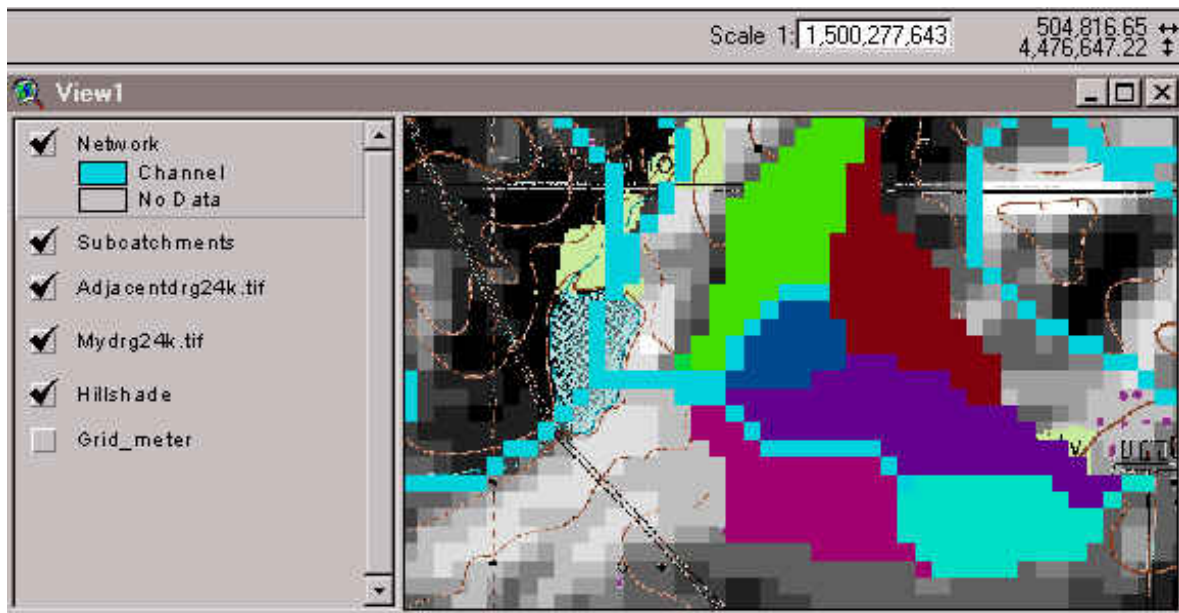 Scale 1: 1,500,277,643
504,816.65
4,476,647.22
View1
Network
Channel
No Data
Subcatchments
Adjacentdrg24k.tif
Mydrg24k.tif
Hillshade
Grid_meter